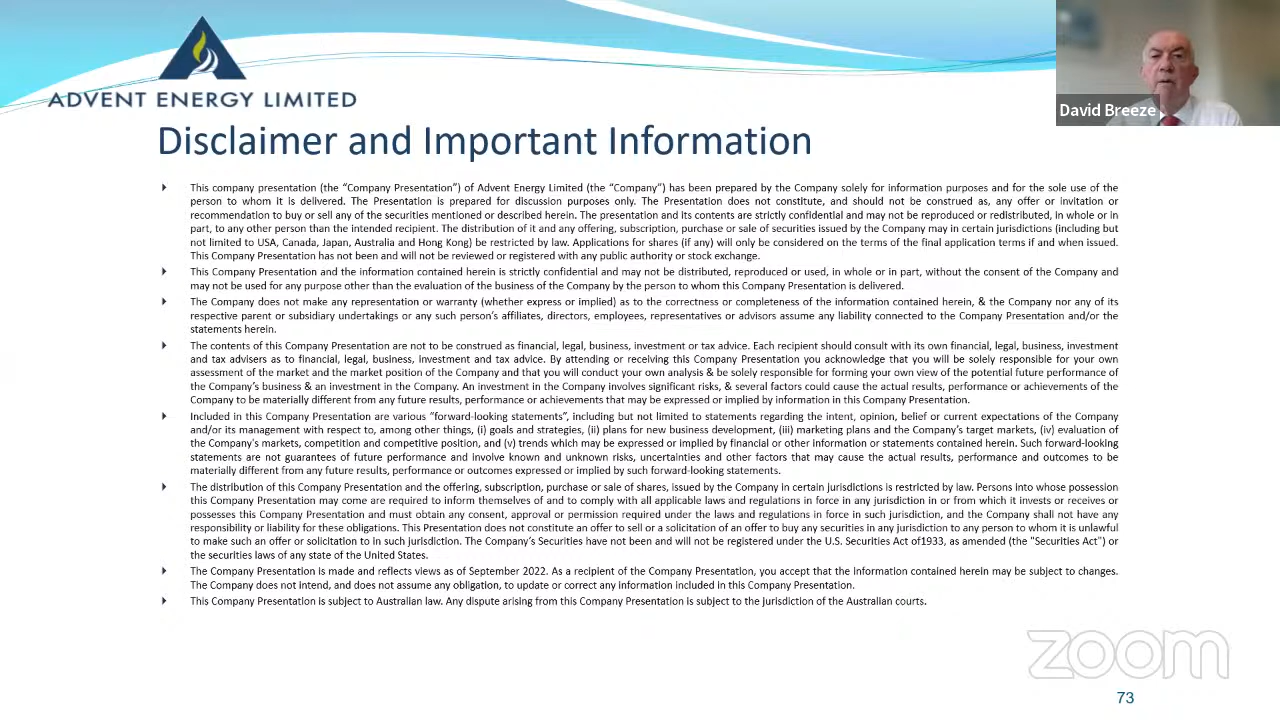 ADVENT ENERGY LIMITED
David Breeze
Disclaimer and Important Information
This company presentation (the “Company Presentation”) of Advent Energy Limited (the “Company”) has been prepared by the Company solely for information purposes and for the sole use of the
person to whom it is delivered. The Presentation is prepared for discussion purposes only. The Presentation does not constitute, and should not be construed as, any offer or invitation or
recommendation to buy or sell any of the securities mentioned or described herein. The presentation and its contents are strictly confidential and may not be reproduced or redistributed, in whole or in
part, to any other person than the intended recipient. The distribution of it and any offering, subscription, purchase or sale of securities issued by the Company may in certain jurisdictions (including but
not limited to USA, Canada, Japan, Australia and Hong Kong) be restricted by law. Applications for shares (if any) will only be considered on the terms of the final application terms if and when issued.
This Company Presentation has not been and will not be reviewed or registered with any public authority or stock exchange.
This Company Presentation and the information contained herein is strictly confidential and may not be distributed, reproduced or used, in whole or in part, without the consent of the Company and
may not be used for any purpose other than the evaluation of the business of the Company by the person to whom this Company Presentation is delivered.
The Company does not make any representation or warranty (whether express or implied) as to the correctness or completeness of the information contained herein, & the Company nor any of its
respective parent or subsidiary undertakings or any such person’s affiliates, directors, employees, representatives or advisors assume any liability connected to the Company Presentation and/or the
statements herein.
The contents of this Company Presentation are not to be construed as financial, legal, business, investment or tax advice. Each recipient should consult with its own financial, legal, business, investment
and tax advisers as to financial, legal, business, investment and tax advice. By attending or receiving this Company Presentation you acknowledge that you will be solely responsible for your own
assessment of the market and the market position of the Company and that you will conduct your own analysis & be solely responsible for forming your own view of the potential future performance of
the Company’s business & an investment in the Company. An investment in the Company involves significant risks, & several factors could cause the actual results, performance or achievements of the
Company to be materially different from any future results, performance or achievements that may be expressed or implied by information in this Company Presentation.
Included in this Company Presentation are various “forward-looking statements”, including but not limited to statements regarding the intent, opinion, belief or current expectations of the Company
and/or its management with respect to, among other things, (i) goals and strategies, (ii) plans for new business development, (iii) marketing plans and the Company’s target markets, (iv) evaluation of
the Company's markets, competition and competitive position, and (v) trends which may be expressed or implied by financial or other information or statements contained herein. Such forward-looking
statements are not guarantees of future performance and involve known and unknown risks, uncertainties and other factors that may cause the actual results, performance and outcomes to be
materially different from any future results, performance or outcomes expressed or implied by such forward-looking statements.
The distribution of this Company Presentation and the offering, subscription, purchase or sale of shares, issued by the Company in certain jurisdictions is restricted by law. Persons into whose possession
this Company Presentation may come are required to inform themselves of and to comply with all applicable laws and regulations in force in any jurisdiction in or from which it invests or receives or
possesses this Company Presentation and must obtain any consent, approval or permission required under the laws and regulations in force in such jurisdiction, and the Company shall not have any
responsibility or liability for these obligations. This Presentation does not constitute an offer to sell or a solicitation of an offer to buy any securities in any jurisdiction to any person to whom it is unlawful
to make such an offer or solicitation to in such jurisdiction. The Company’s Securities have not been and will not be registered under the U.S. Securities Act of1933, as amended (the "Securities Act") or
the securities laws of any state of the United States.
The Company Presentation is made and reflects views as of September 2022. As a recipient of the Company Presentation, you accept that the information contained herein may be subject to changes.
The Company does not intend, and does not assume any obligation, to update or correct any information included in this Company Presentation.
This Company Presentation is subject to Australian law. Any dispute arising from this Company Presentation is subject to the jurisdiction of the Australian courts.
zoom
73